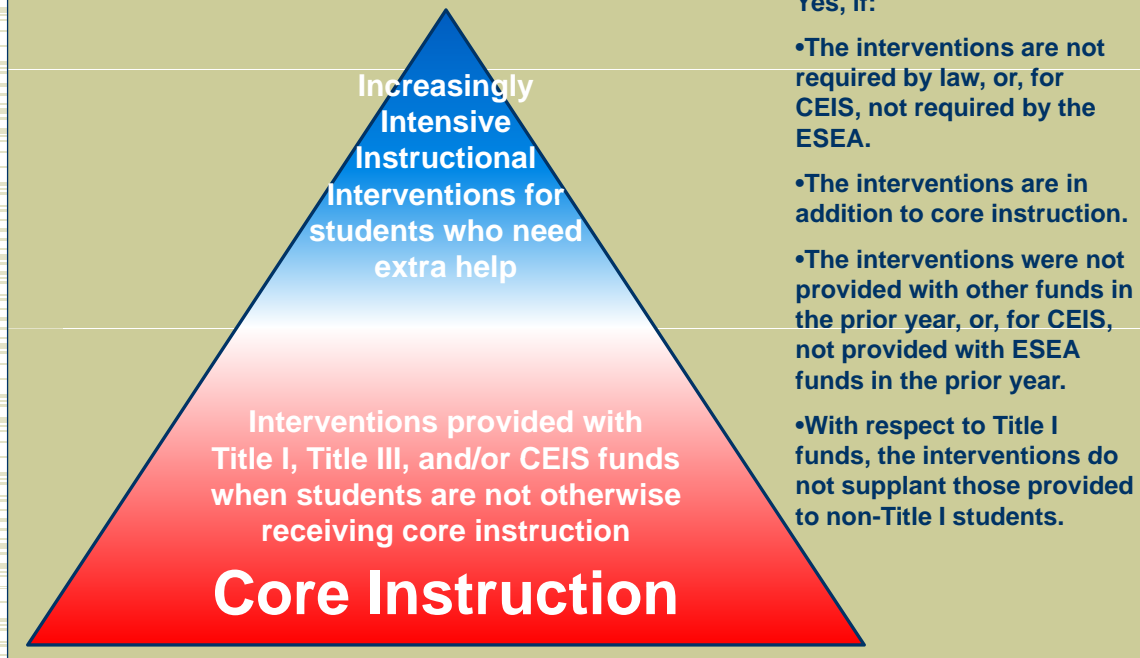 Increasingly
Intensive
Instructional
Interventions for
students who need
extra help
Interventions provided with
Title I, Title III, and/or CEIS funds
when students are not otherwise
receiving core instruction
Core Instruction
Yes, if:
•The interventions are not
required by law, or, for
CEIS, not required by the
ESEA.
•The interventions are in
addition to core instruction.
•The interventions were not
provided with other funds in
the prior year, or, for CEIS,
not provided with ESEA
funds in the prior year.
•With respect to Title I
funds, the interventions do
not supplant those provided
to non-Title I students.